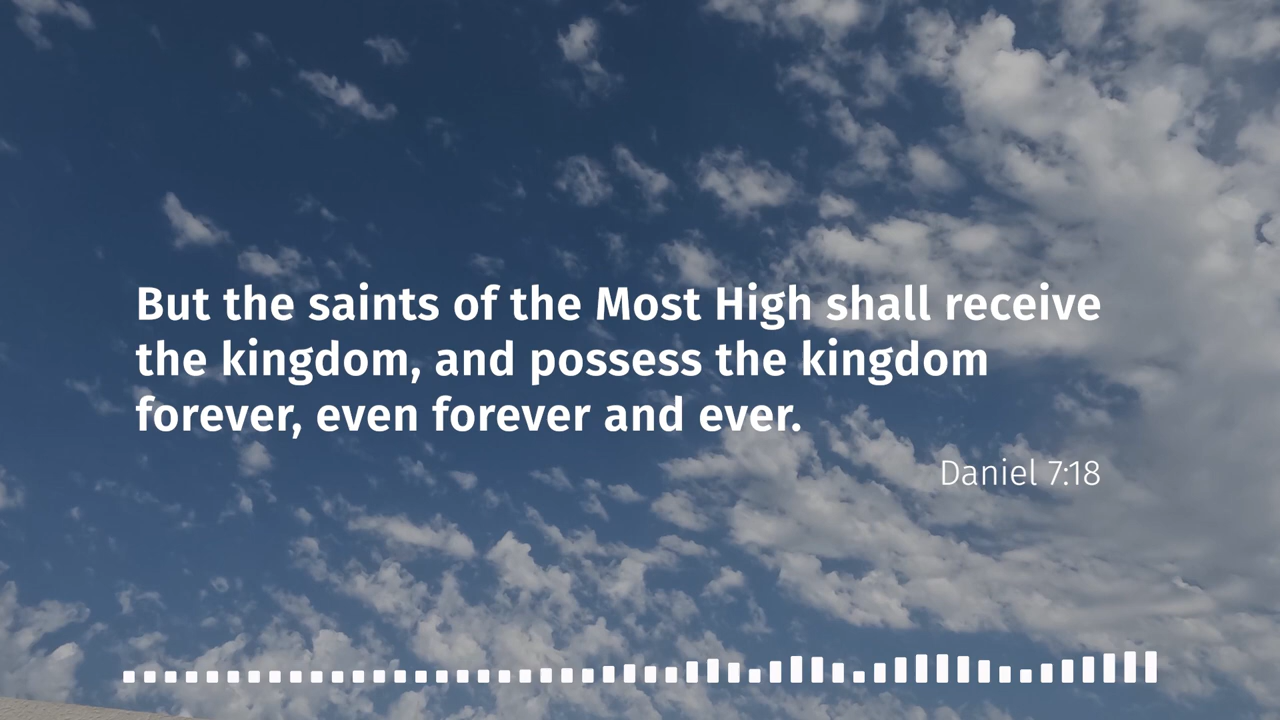 But the saints of the Most High shall receive
the kingdom, and possess the kingdom
forever, even forever and ever.
Daniel 7:18